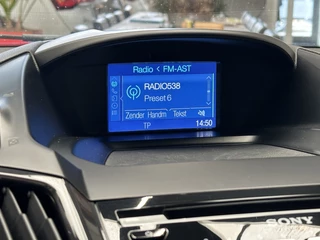 Radio < FM-AST
RADIO538
Preset 6
Zender Handm Tekst
TP 14:50
SONY